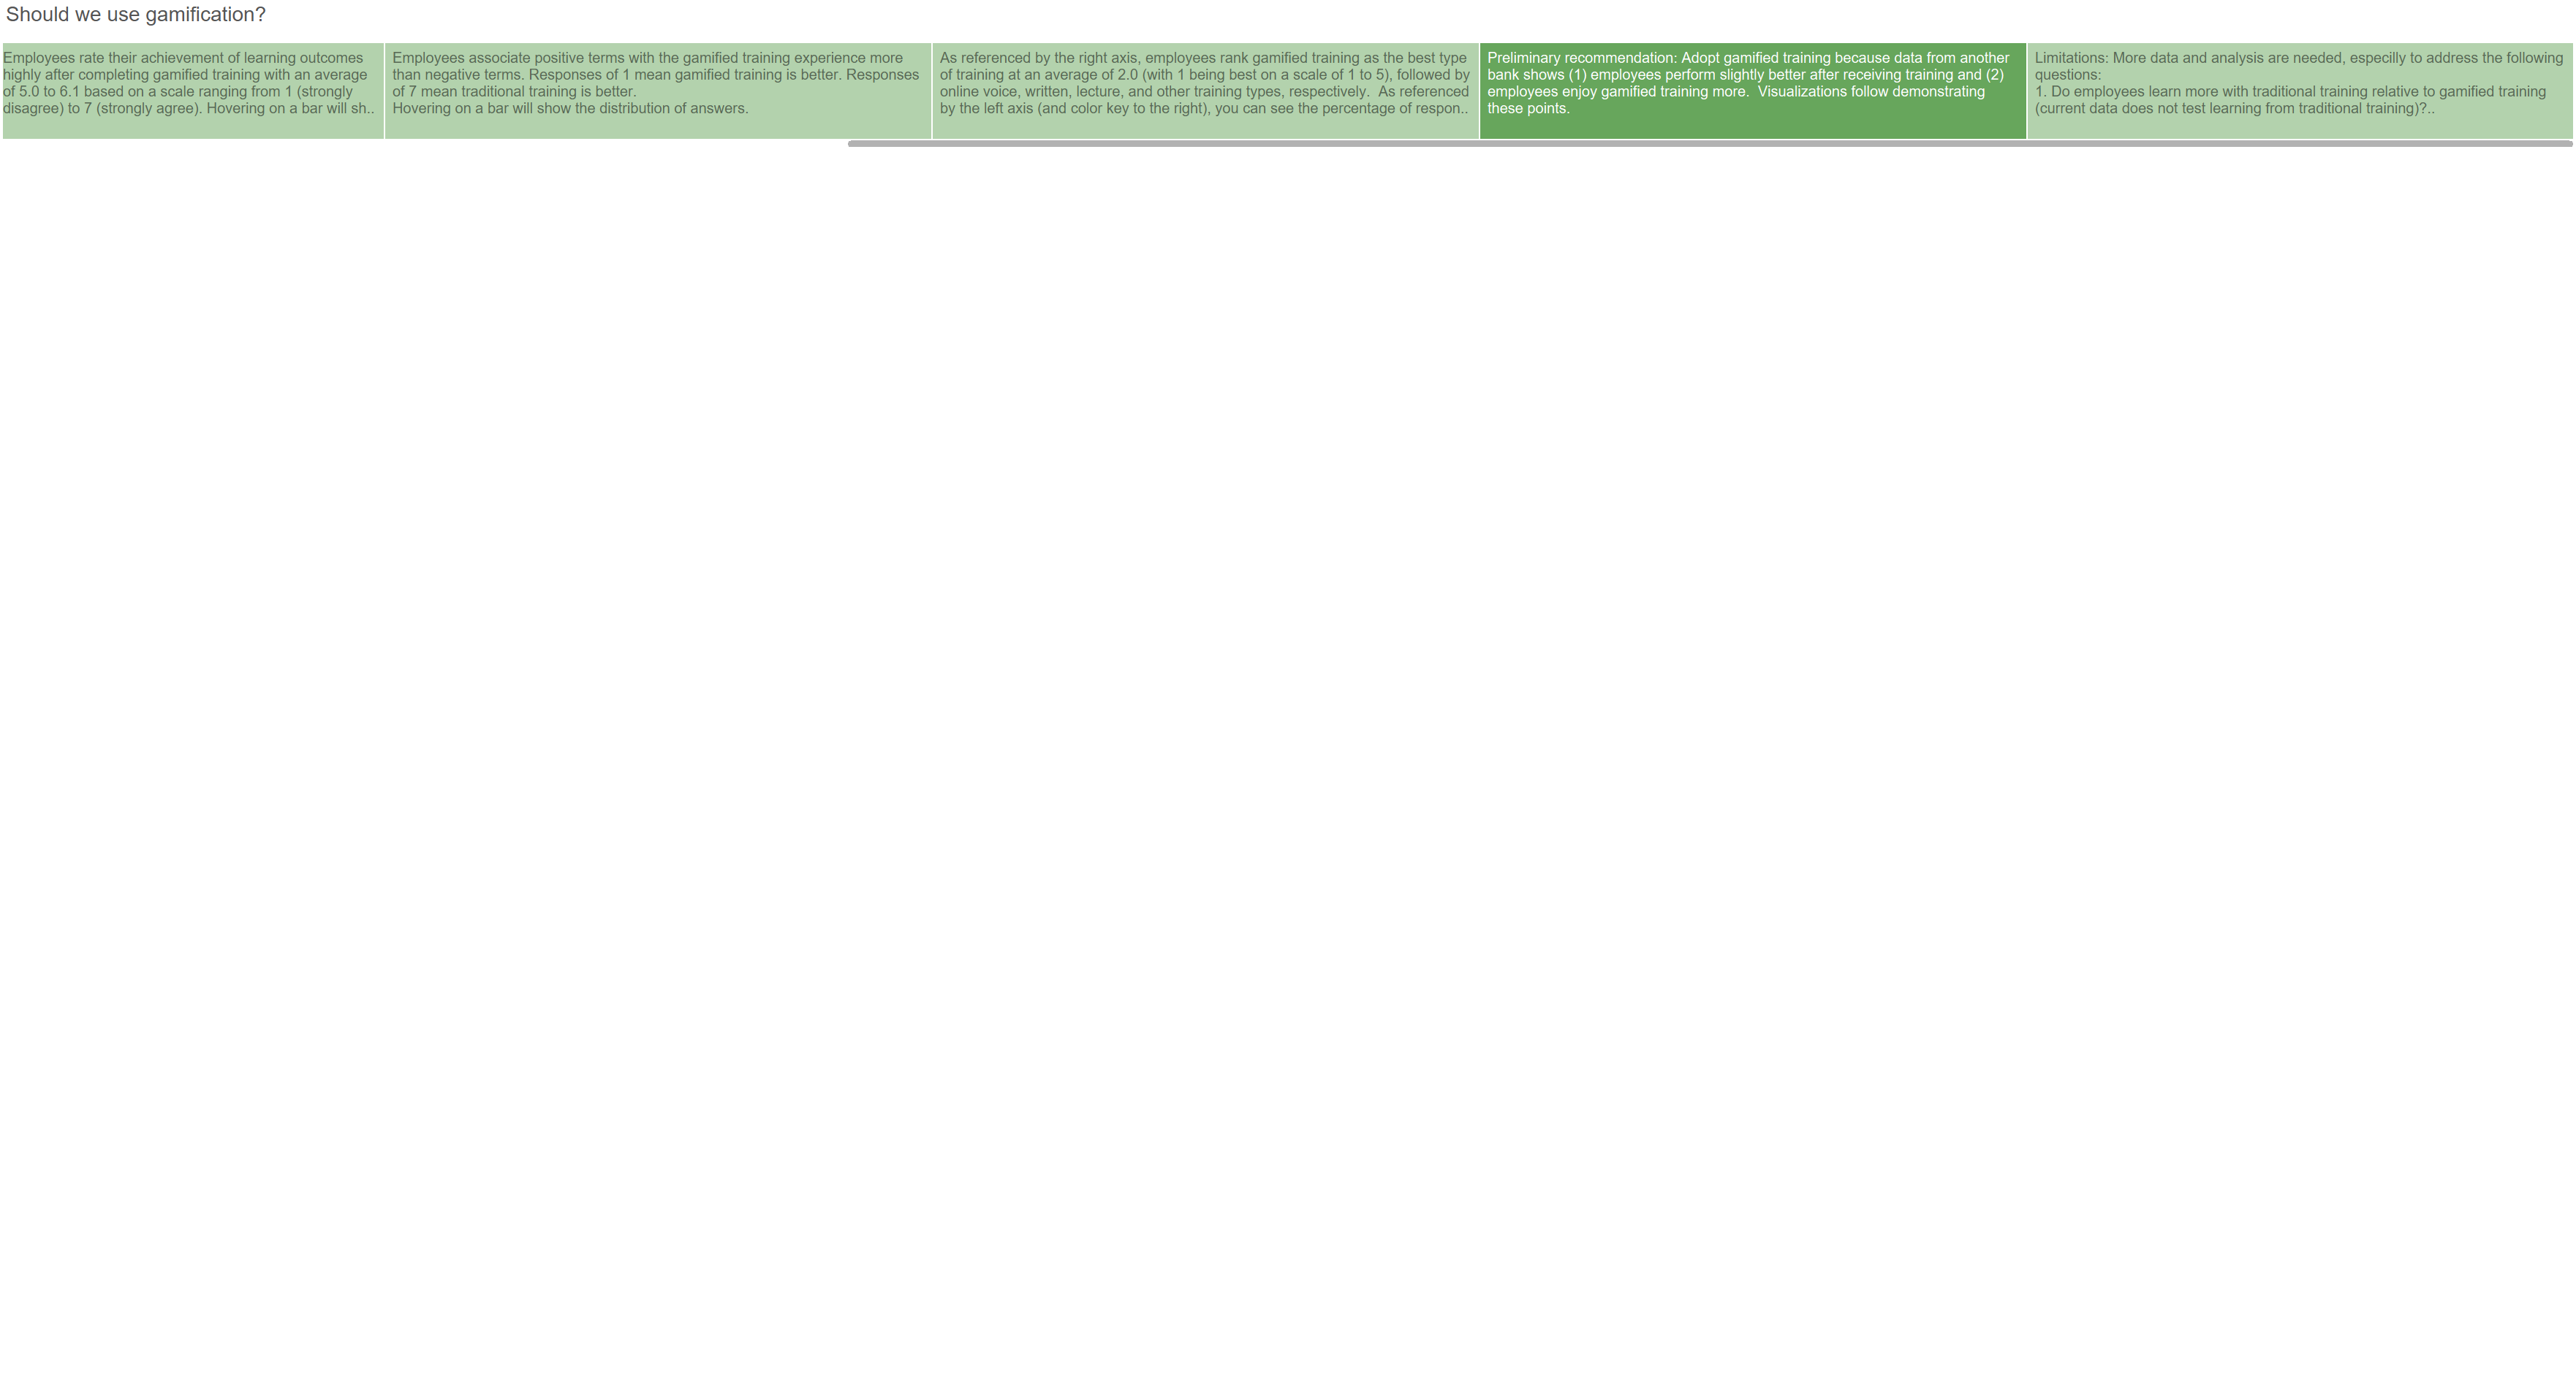 Should we use gamification?
Employees rate their achievement of learning outcomes
highly after completing gamified training with an average
of 5.0 to 6.1 based on a scale ranging from 1 (strongly
disagree) to 7 (strongly agree). Hovering on a bar will sh..
Employees associate positive terms with the gamified training experience more
than negative terms. Responses of 1 mean gamified training is better. Responses
of 7 mean traditional training is better.
Hovering on a bar will show the distribution of answers.
As referenced by the right axis, employees rank gamified training as the best type
of training at an average of 2.0 (with 1 being best on a scale of 1 to 5), followed by
online voice, written, lecture, and other training types, respectively.  As referenced
by the left axis (and color key to the right), you can see the percentage of respon..
Preliminary recommendation: Adopt gamified training because data from another
bank shows (1) employees perform slightly better after receiving training and (2)
employees enjoy gamified training more.  Visualizations follow demonstrating
these points.
Limitations: More data and analysis are needed, especilly to address the following
questions:
1. Do employees learn more with traditional training relative to gamified training
(current data does not test learning from traditional training)?..